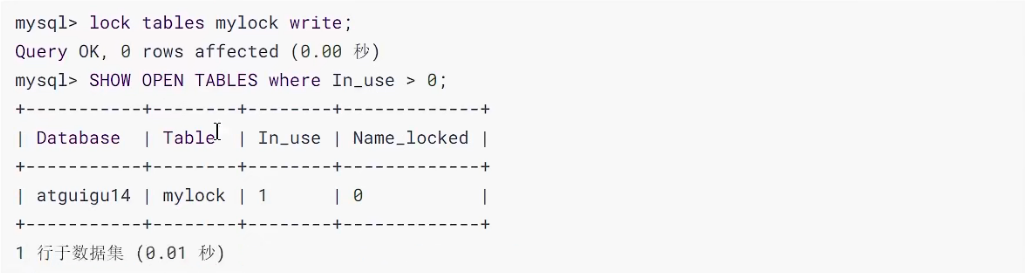 mysql> lock tables mylock write;
Query OK, 0 rows affected (0.00 秒)
mysql> SHOW OPEN TABLES where In_use > 0;
+-----------+--------+--------+-------------+
| Database  | Table  | In_use | Name_locked |
+-----------+--------+--------+-------------+
| atguigu14 | mylock | 1      | 0           |
+-----------+--------+--------+-------------+
1 行于数据集 (0.01 秒)